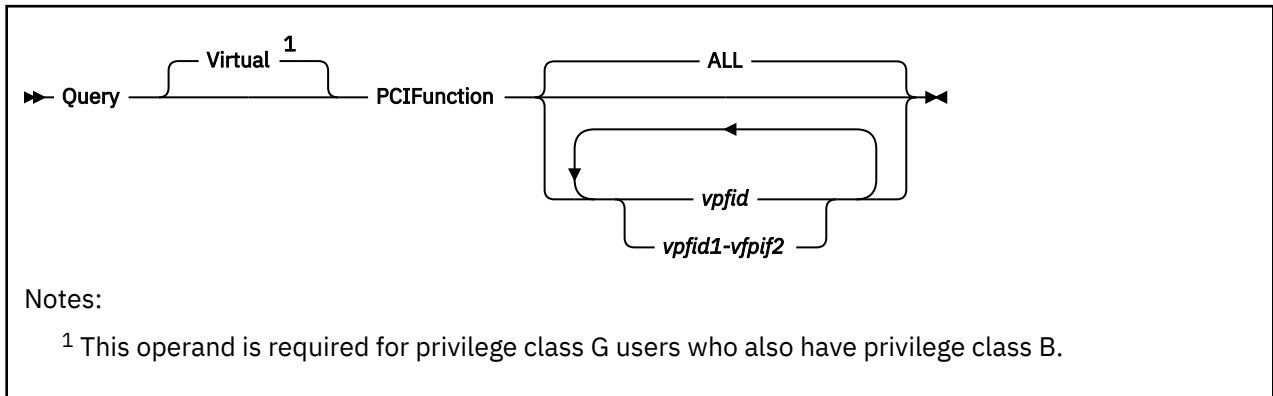 Virtual 1
ALL
Query PCIFunction
vpfid
vpfid1-vfpif2
Notes:
1 This operand is required for privilege class G users who also have privilege class B.